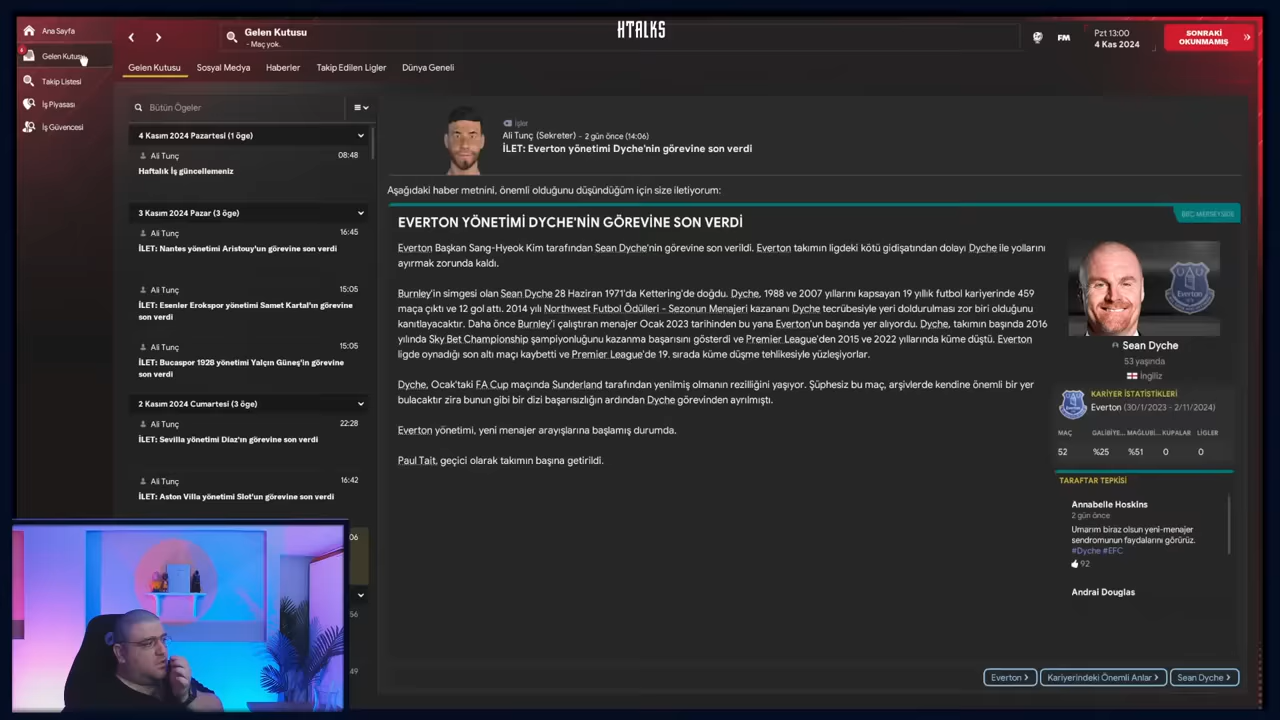 HTALKS
Ana Sayfa
Gelen Kutusu
Takip Listesi
İş Piyasası
İş Güvencesi
Gelen Kutusu
- Maç yok.
FM
Pzt 13:00
4 Kas 2024
SONRAKİ
OKUNMAMIŞ
Gelen Kutusu
Sosyal Medya
Haberler
Takip Edilen Ligler
Dünya Geneli
Bütün Ögeler
4 Kasım 2024 Pazartesi (1 öge)
Ali Tunç 08:48
Haftalık İş güncellemeniz
3 Kasım 2024 Pazar (3 öge)
Ali Tunç 16:45
İLET: Nantes yönetimi Aristouy'un görevine son verdi
Ali Tunç 15:05
İLET: Esenler Erokspor yönetimi Samet Kartal'ın görevine
son verdi
Ali Tunç 15:05
İLET: Bucaspor 1928 yönetimi Yalçın Güneş'in görevine
son verdi
2 Kasım 2024 Cumartesi (3 öge)
Ali Tunç 22:28
İLET: Sevilla yönetimi Díaz'ın görevine son verdi
Ali Tunç 16:42
İLET: Aston Villa yönetimi Slot'un görevine son verdi
06
56
49
İşler
Ali Tunç (Sekreter) - 2 gün önce (14:06)
İLET: Everton yönetimi Dyche'nin görevine son verdi
Aşağıdaki haber metnini, önemli olduğunu düşündüğüm için size iletiyorum:
BBC MERSEYSIDE
EVERTON YÖNETİMİ DYCHE'NİN GÖREVİNE SON VERDİ
Everton Başkan Sang-Hyeok Kim tarafından Sean Dyche'nin görevine son verildi. Everton takımın ligdeki kötü gidişatından dolayı Dyche ile yollarını
ayırmak zorunda kaldı.
Burnley'in simgesi olan Sean Dyche 28 Haziran 1971'da Kettering'de doğdu. Dyche, 1988 ve 2007 yıllarını kapsayan 19 yıllık futbol kariyerinde 459
maça çıktı ve 12 gol attı. 2014 yılı Northwest Futbol Ödülleri - Sezonun Menajeri kazananı Dyche tecrübesiyle yeri doldurulması zor biri olduğunu
kanıtlayacaktır. Daha önce Burnley'i çalıştıran menajer Ocak 2023 tarihinden bu yana Everton'un başında yer alıyordu. Dyche, takımın başında 2016
yılında Sky Bet Championship şampiyonluğunu kazanma başarısını gösterdi ve Premier League'den 2015 ve 2022 yıllarında küme düştü. Everton
ligde oynadığı son altı maçı kaybetti ve Premier League'de 19. sırada küme düşme tehlikesiyle yüzleşiyorlar.
Dyche, Ocak'taki FA Cup maçında Sunderland tarafından yenilmiş olmanın reziliğini yaşıyor. Şüphesiz bu maç, arşivlerde kendine önemli bir yer
bulacaktır zira bunun gibi bir dizi başarısızlığın ardından Dyche görevinden ayrılmıştı.
Everton yönetimi, yeni menajer arayışlarına başlamış durumda.
Paul Tait, geçici olarak takımın başına getirildi.
Everton
Sean Dyche
53 yaşında
İngiliz
KARİYER İSTATİSTİKLERİ
Everton (30/1/2023 - 2/11/2024)
MAÇ GALİBİYE... MAĞLUBİ... KUPALAR LİGLER
52 %25 %51 0 0
TARAFTAR TEPKİSİ
Annabelle Hoskins
2 gün önce
Umarım biraz olsun yeni-menajer
sendromunun faydalarını görürüz.
#Dyche #EFC
92
Andrai Douglas
Everton
Kariyerindeki Önemli Anlar
Sean Dyche